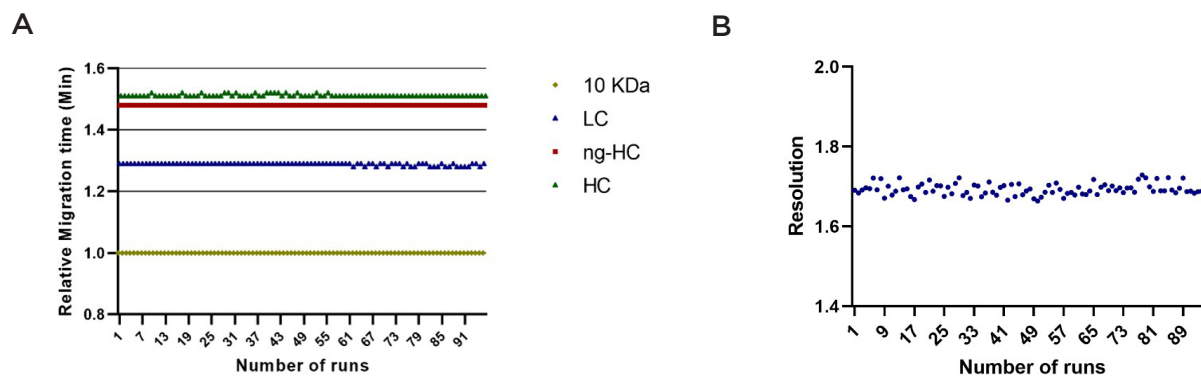 A
Relative Migration time (Min)
1.6
1.4
1.2
1.0
0.8
1 7 13 19 25 31 37 43 49 55 61 67 73 79 85 91
Number of runs
10 KDa
LC
ng-HC
HC
B
Resolution
2.0
1.8
1.6
1.4
1 9 17 25 33 41 49 57 65 73 81 89
Number of runs